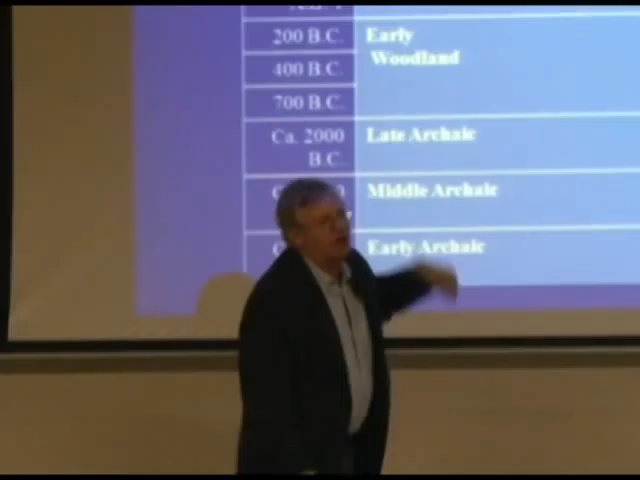 200 B.C.
Early
Woodland
400 B.C.
700 B.C.
Ca. 2000
B.C.
Late Archaic
Middle Archaic
Early Archaic